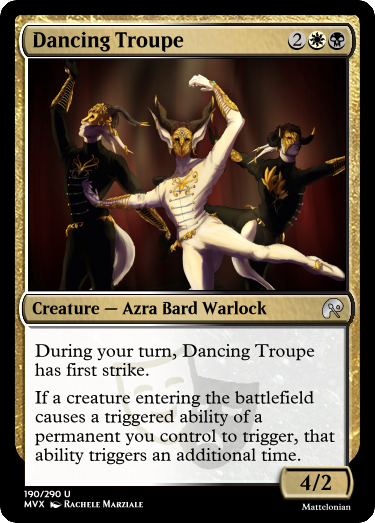 Dancing Troupe 2
Creature — Azra Bard Warlock
During your turn, Dancing Troupe
has first strike.
If a creature entering the battlefield
causes a triggered ability of a
permanent you control to trigger, that
ability triggers an additional time.
4/2
190/290 U
MVX Rachele Marziale
Mattelonian